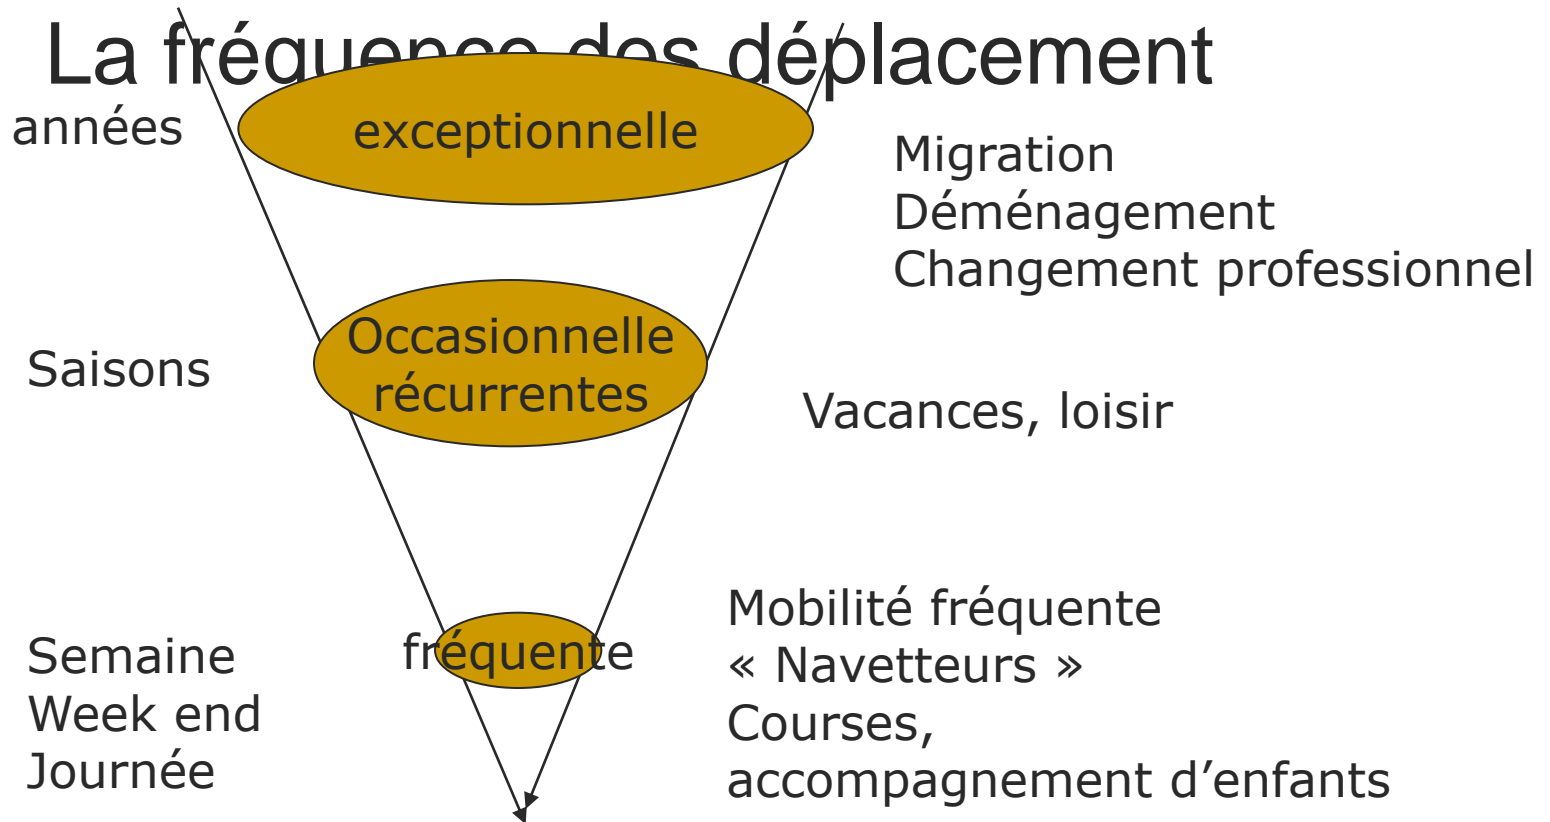 La fréquence des déplacement
années
exceptionnelle
Migration
Déménagement
Changement professionnel
Saisons
Occasionnelle
récurrentes
Vacances, loisir
Semaine
Week end
Journée
fréquente
Mobilité fréquente
« Navetteurs »
Courses,
accompagnement d’enfants